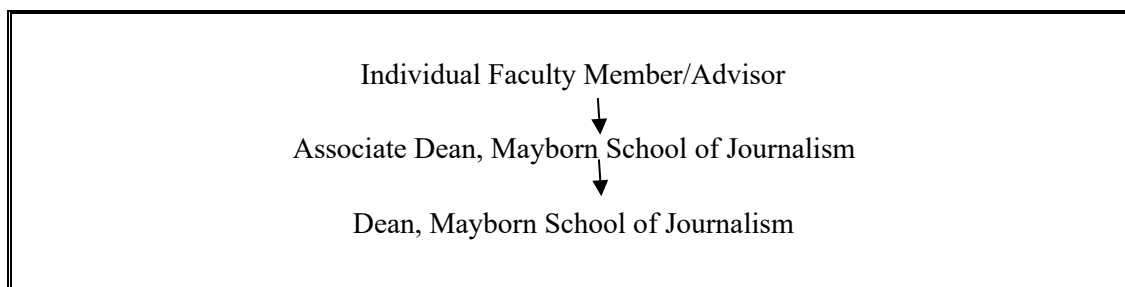 Individual Faculty Member/Advisor
Associate Dean, Mayborn School of Journalism
Dean, Mayborn School of Journalism